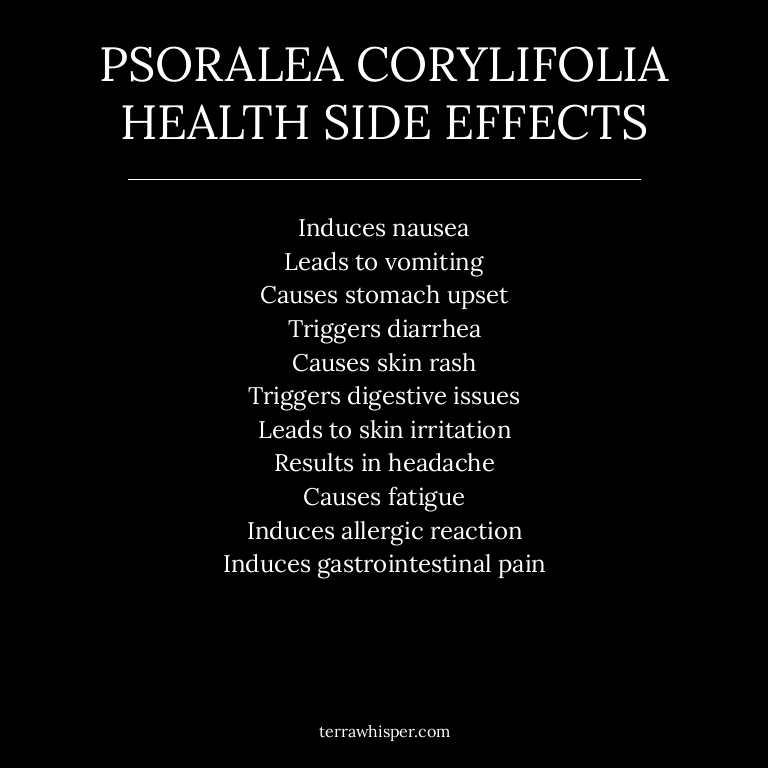 PSORALEA CORYLIFOLIA
HEALTH SIDE EFFECTS
Induces nausea
Leads to vomiting
Causes stomach upset
Triggers diarrhea
Causes skin rash
Triggers digestive issues
Leads to skin irritation
Results in headache
Causes fatigue
Induces allergic reaction
Induces gastrointestinal pain
terrawhisper.com